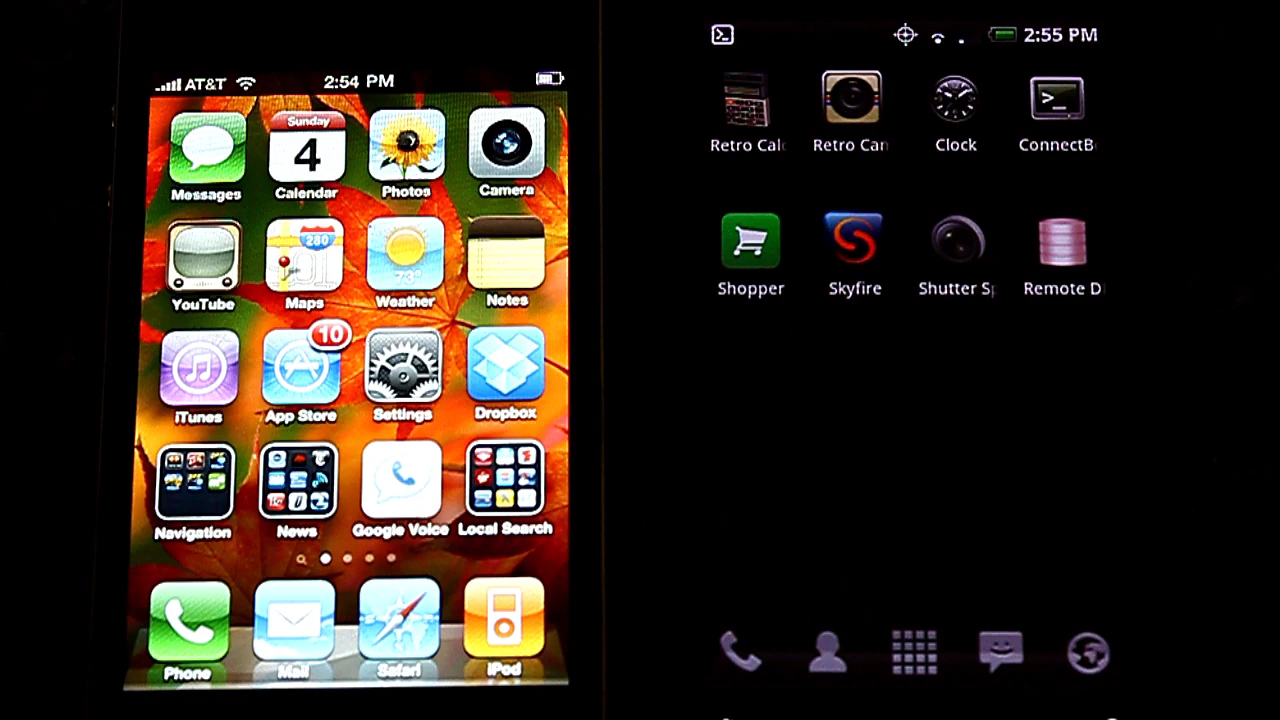 AT&T 2:54 PM
Sunday
4
Messages Calendar Photos Camera
280
73°
YouTube Maps Weather Notes
10
iTunes App Store Settings Dropbox
Navigation News Google Voice Local Search
Phone Mail Safari iPod
2:55 PM
Retro Calc Retro Can Clock ConnectB
Shopper Skyfire Shutter Sp Remote D